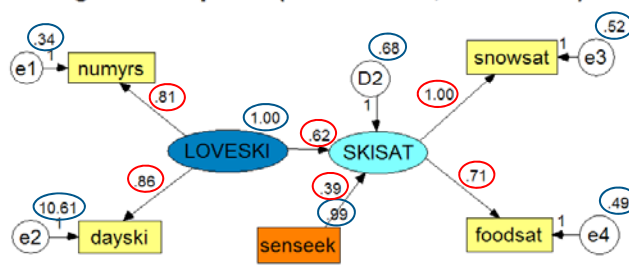 .34
.52
1
e1
numyrs
.68
snowsat
1
e3
D2
.81
1.00
1
1.00
.62
LOVESKI
SKISAT
.86
.39
.71
10.61
.99
.49
1
1
e2
dayski
senseek
foodsat
e4